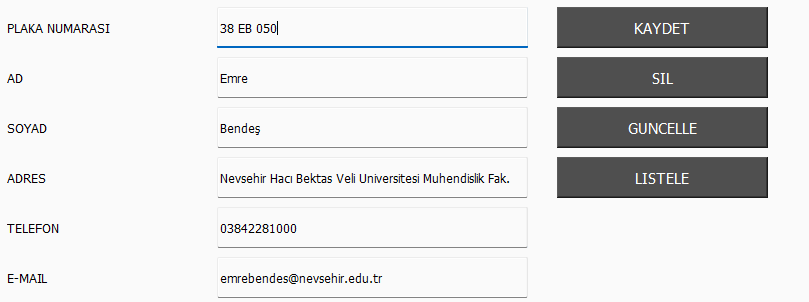 PLAKA NUMARASI 38 EB 050 KAYDET
AD Emre SIL
SOYAD Bendeş GUNCELLE
ADRES Nevsehir Hacı Bektas Veli Universitesi Muhendislik Fak. LISTELE
TELEFON 03842281000
E-MAIL emrebendes@nevsehir.edu.tr